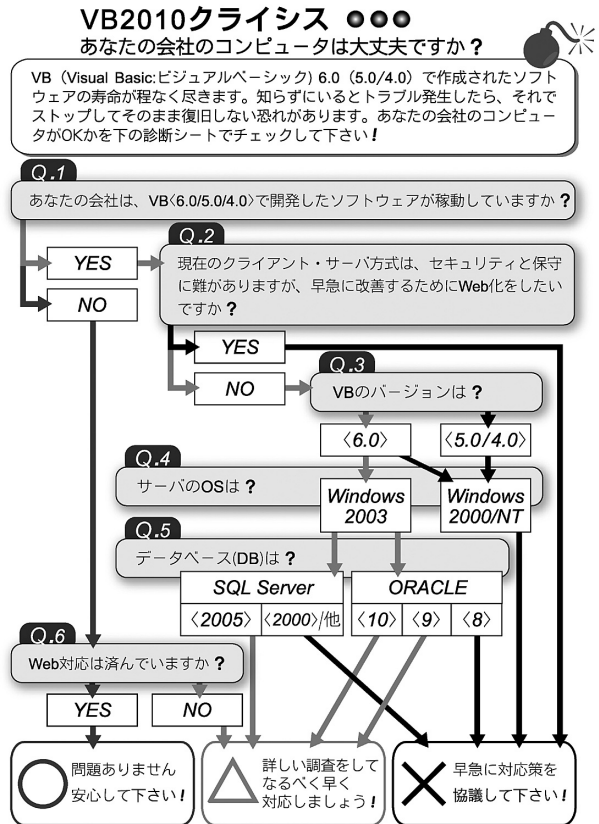 VB2010クライシス
あなたの会社のコンピュータは大丈夫ですか？
VB（Visual Basic:ビジュアルベーシック) 6.0（5.0/4.0）で作成されたソフト
ウェアの寿命が程なく尽きます。知らずにいるとトラブル発生したら、それで
ストップしてそのまま復旧しない恐れがあります。あなたの会社のコンピュー
タがOKかを下の診断シートでチェックして下さい！
Q.1
あなたの会社は、VB〈6.0/5.0/4.0〉で開発したソフトウェアが稼動していますか？
YES
NO
Q.2
現在のクライアント・サーバ方式は、セキュリティと保守
に難がありますが、早急に改善するためにWeb化をしたい
ですか？
YES
NO
Q.3
VBのバージョンは？
〈6.0〉
〈5.0/4.0〉
Q.4
サーバのOSは？
Windows
2003
Windows
2000/NT
Q.5
データベース(DB)は？
SQL Server
〈2005〉
〈2000〉/他
ORACLE
〈10〉
〈9〉
〈8〉
Q.6
Web対応は済んでいますか？
YES
NO
問題ありません
安心して下さい！
詳しい調査をして
なるべく早く
対応しましょう！
早急に対応策を
協議して下さい！